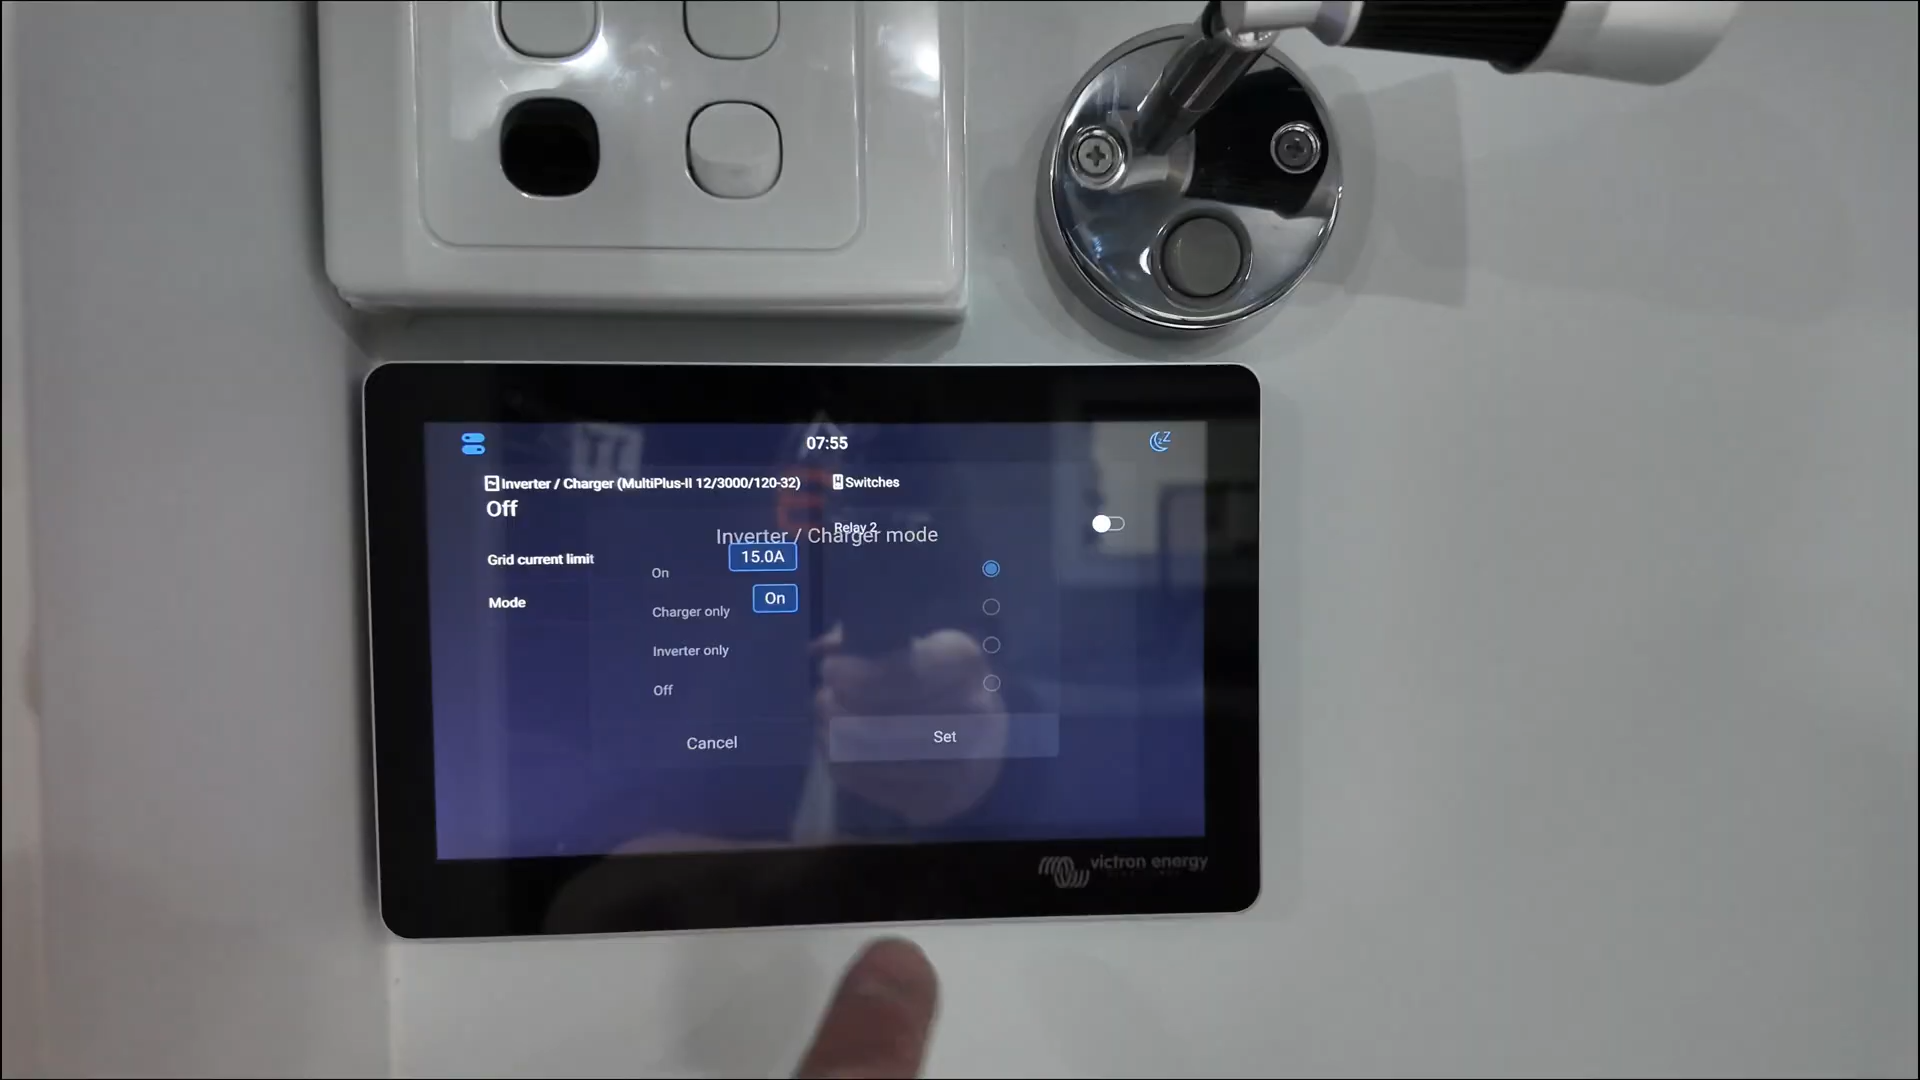 07:55
Inverter / Charger (MultiPlus-II 12/3000/120-32)
Switches
Off
Relay 2
Inverter / Charger mode
Grid current limit
15.0A
On
Mode
On
Charger only
Inverter only
Off
Cancel
Set
victron energy